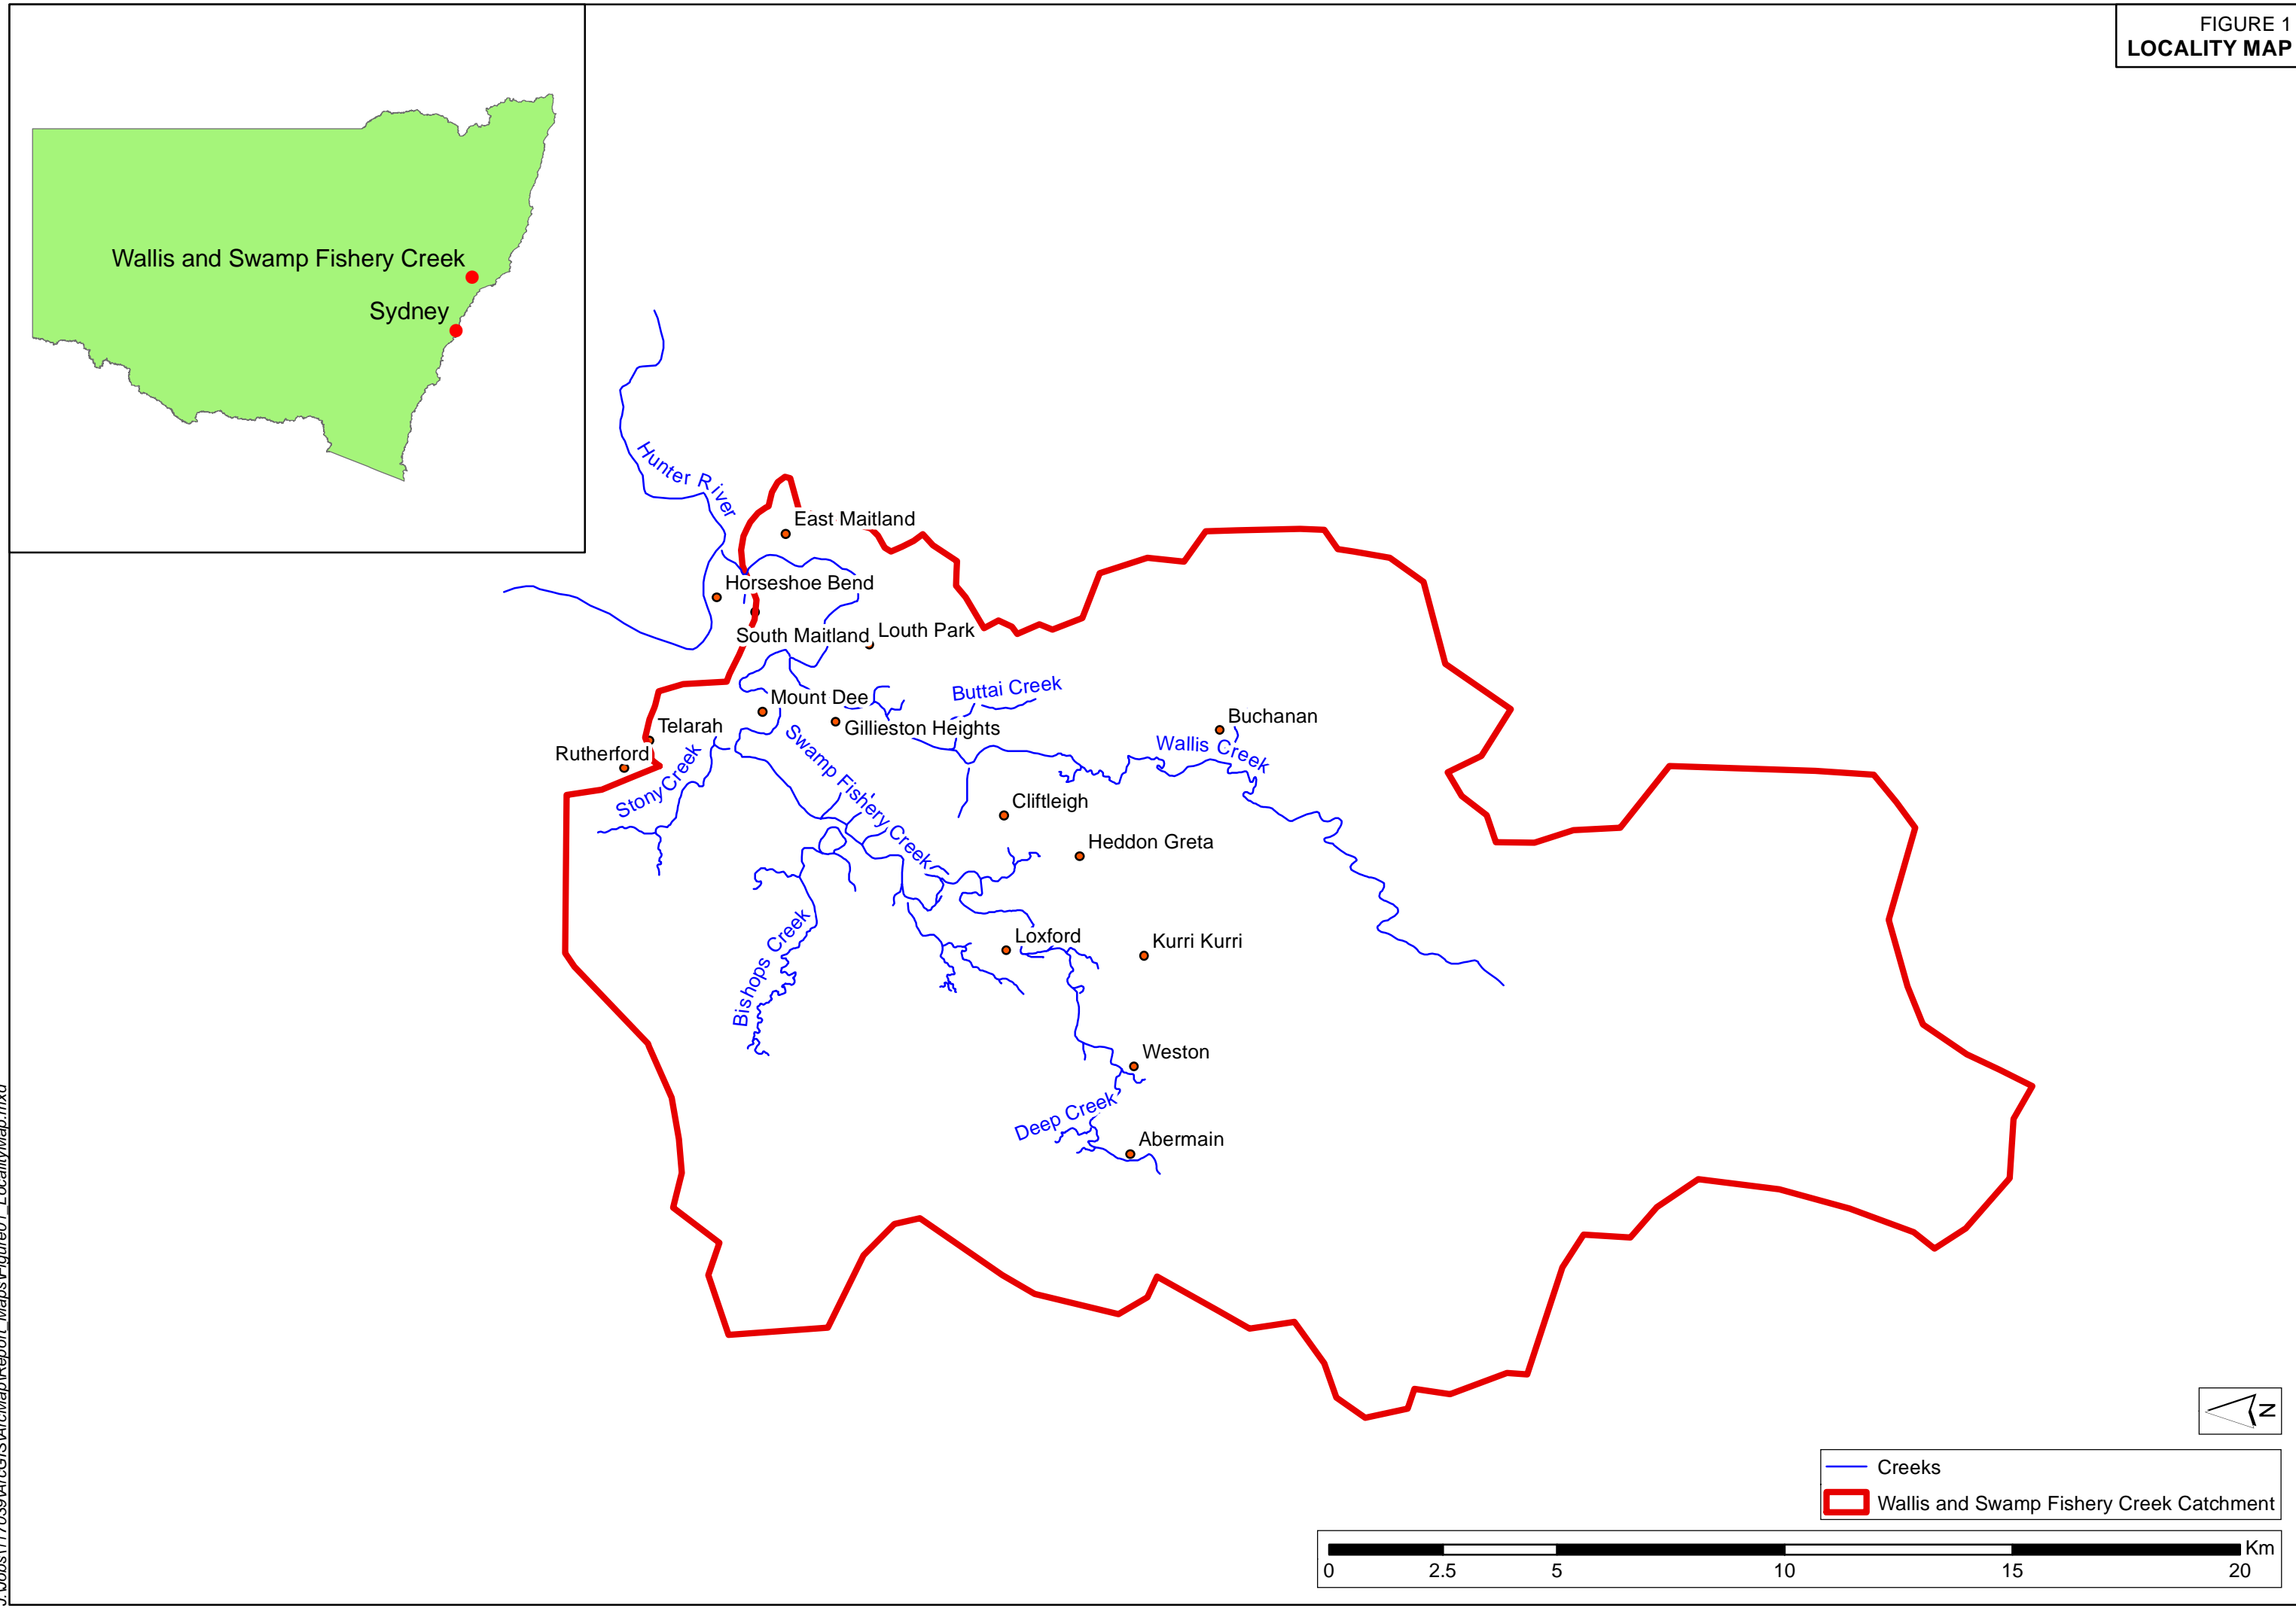 FIGURE 1
LOCALITY MAP
Wallis and Swamp Fishery Creek
Sydney
Hunter River
East Maitland
Horseshoe Bend
South Maitland
Louth Park
Mount Dee
Buttai Creek
Telarah
Gillieston Heights
Buchanan
Rutherford
Stony Creek
Swamp Fishery Creek
Wallis Creek
Cliftleigh
Heddon Greta
Loxford
Kurri Kurri
Bishops Creek
Weston
Deep Creek
Abermain
N
Creeks
Wallis and Swamp Fishery Creek Catchment
Km
0 2.5 5 10 15 20